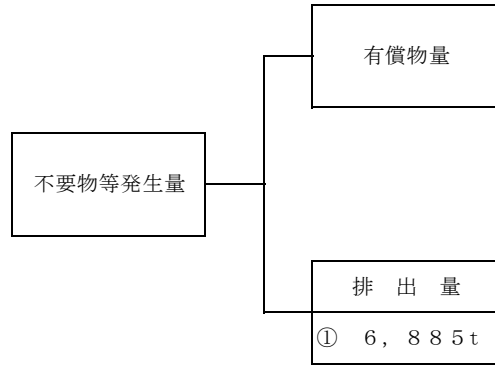 有償物量
不要物等発生量
排 出 量
① 6,885t